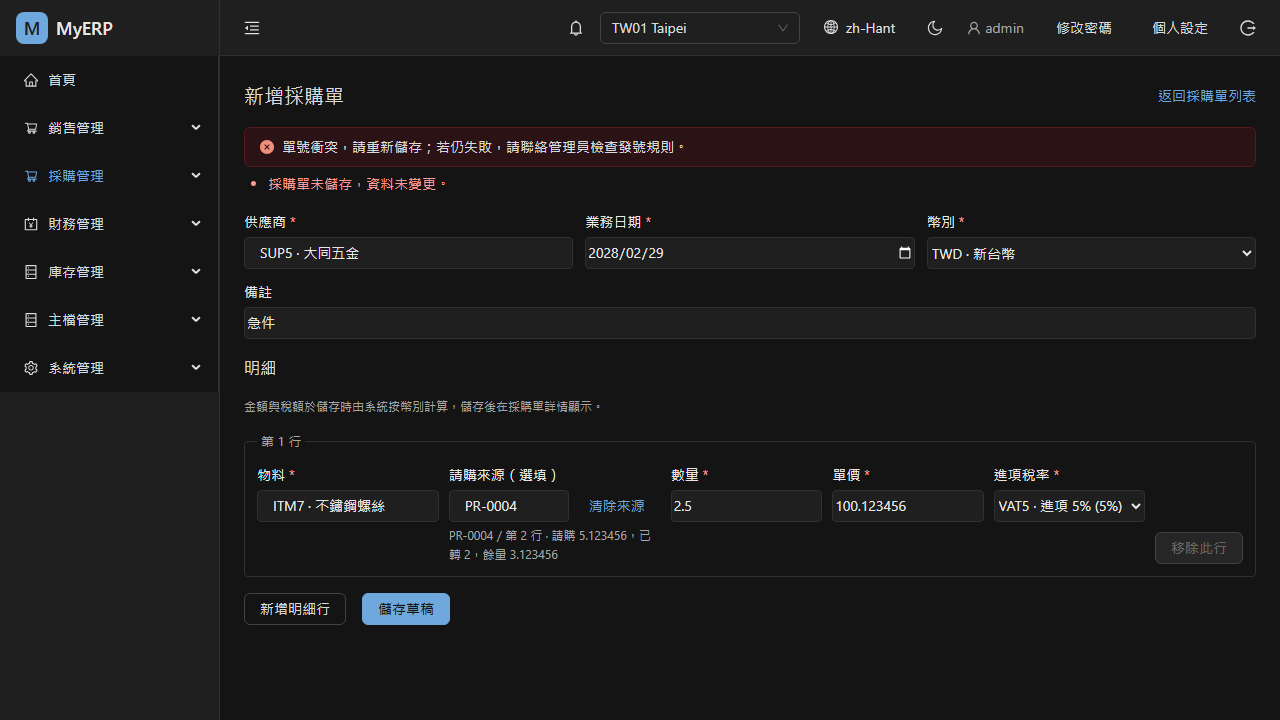 M MyERP
TW01 Taipei
zh-Hant
admin
修改密碼
個人設定
首頁
銷售管理
採購管理
財務管理
庫存管理
主檔管理
系統管理
新增採購單
返回採購單列表
單號衝突，請重新儲存；若仍失敗，請聯絡管理員檢查發號規則。
採購單未儲存，資料未變更。
供應商 *
業務日期 *
幣別 *
SUP5 · 大同五金
2028/02/29
TWD · 新台幣
備註
急件
明細
金額與稅額於儲存時由系統按幣別計算，儲存後在採購單詳情顯示。
第 1 行
物料 *
請購來源（選填）
數量 *
單價 *
進項稅率 *
ITM7 · 不鏽鋼螺絲
PR-0004
清除來源
2.5
100.123456
VAT5 · 進項 5% (5%)
PR-0004 / 第 2 行 · 請購 5.123456，已
轉 2，餘量 3.123456
移除此行
新增明細行
儲存草稿